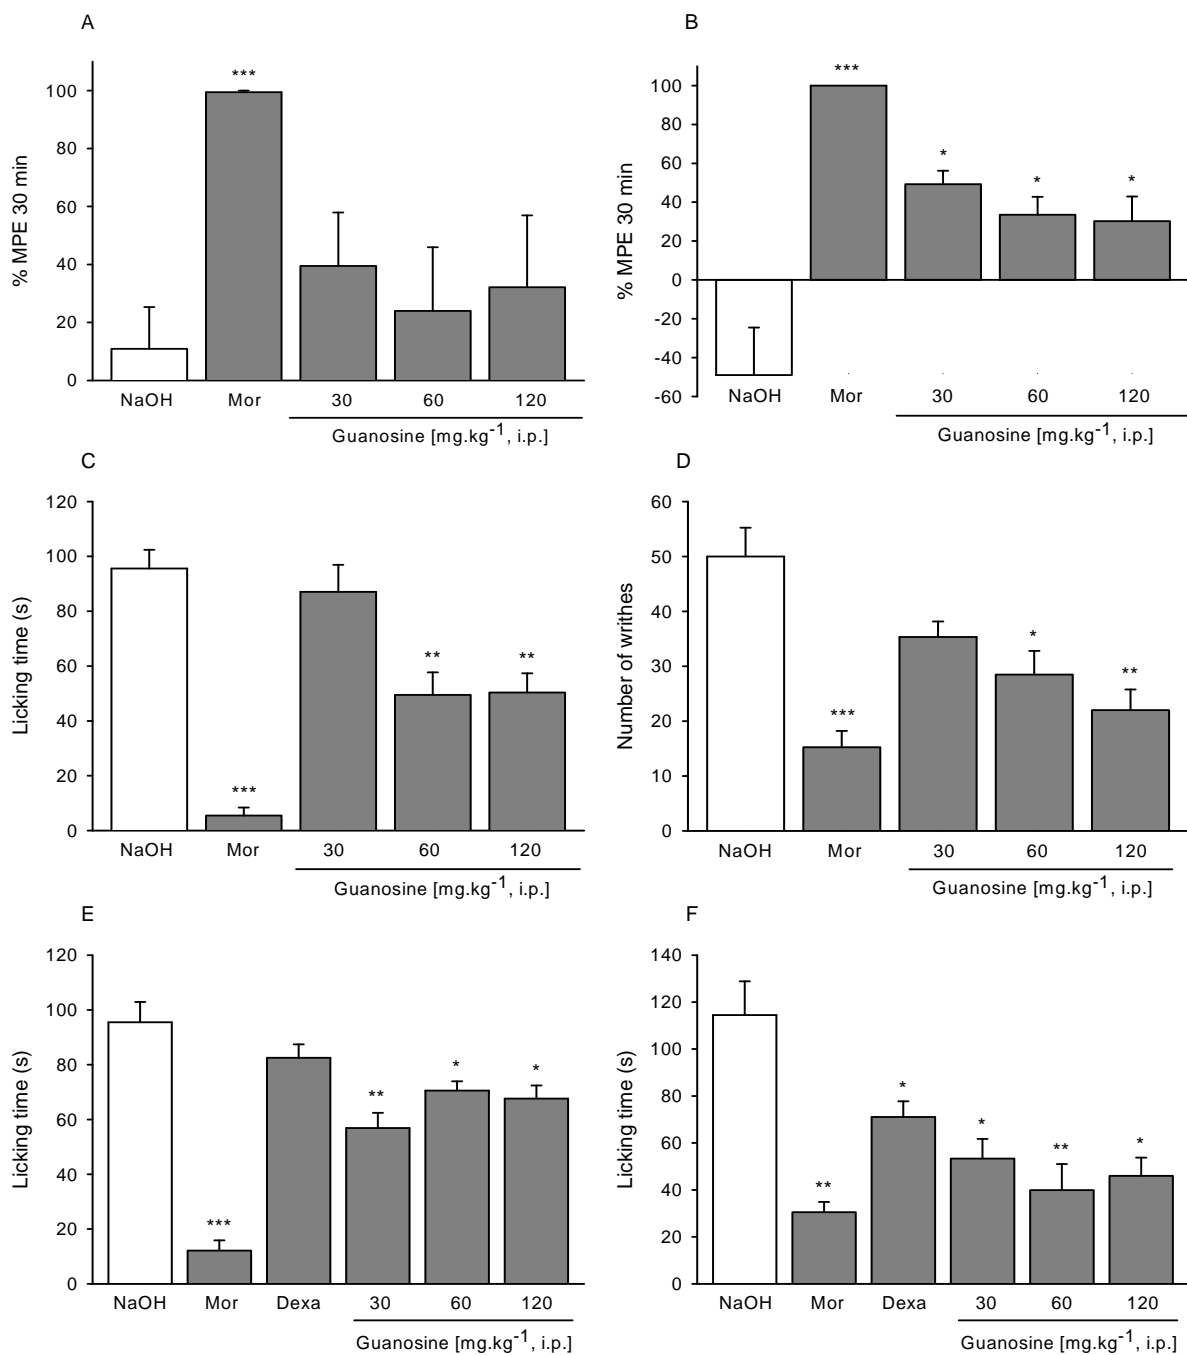 A
% MPE 30 min
100
80
60
40
20
0
***
NaOH Mor 30 60 120
Guanosine [mg.kg-1, i.p.]
B
% MPE 30 min
100
80
60
40
20
0
-20
-40
-60
***
* * *
NaOH Mor 30 60 120
Guanosine [mg.kg-1, i.p.]
C
Licking time (s)
120
100
80
60
40
20
0
** **
***
NaOH Mor 30 60 120
Guanosine [mg.kg-1, i.p.]
D
Number of writhes
60
50
40
30
20
10
0
*
**
***
NaOH Mor 30 60 120
Guanosine [mg.kg-1, i.p.]
E
Licking time (s)
120
100
80
60
40
20
0
* *
**
***
NaOH Mor Dexa 30 60 120
Guanosine [mg.kg-1, i.p.]
F
Licking time (s)
140
120
100
80
60
40
20
0
*
*
** *
**
NaOH Mor Dexa 30 60 120
Guanosine [mg.kg-1, i.p.]